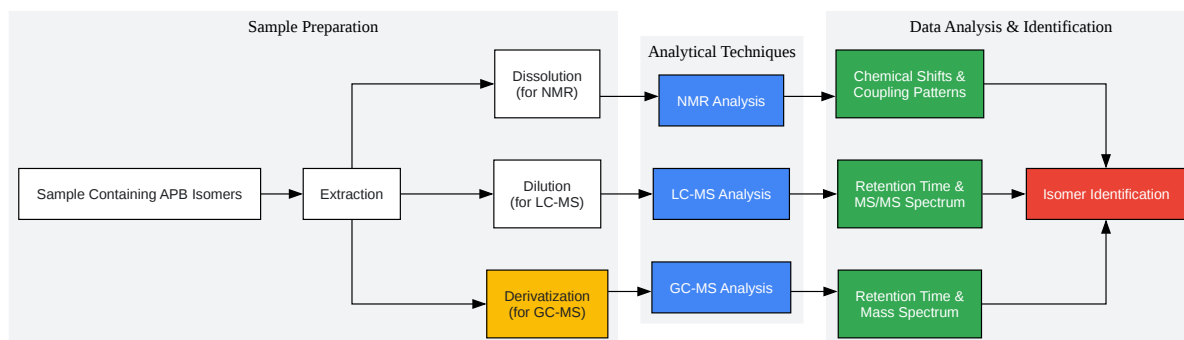 Sample Preparation
Analytical Techniques
Data Analysis & Identification
Dissolution
(for NMR)
NMR Analysis
Chemical Shifts &
Coupling Patterns
Sample Containing APB Isomers
Extraction
Dilution
(for LC-MS)
LC-MS Analysis
Retention Time &
MS/MS Spectrum
Isomer Identification
Derivatization
(for GC-MS)
GC-MS Analysis
Retention Time &
Mass Spectrum